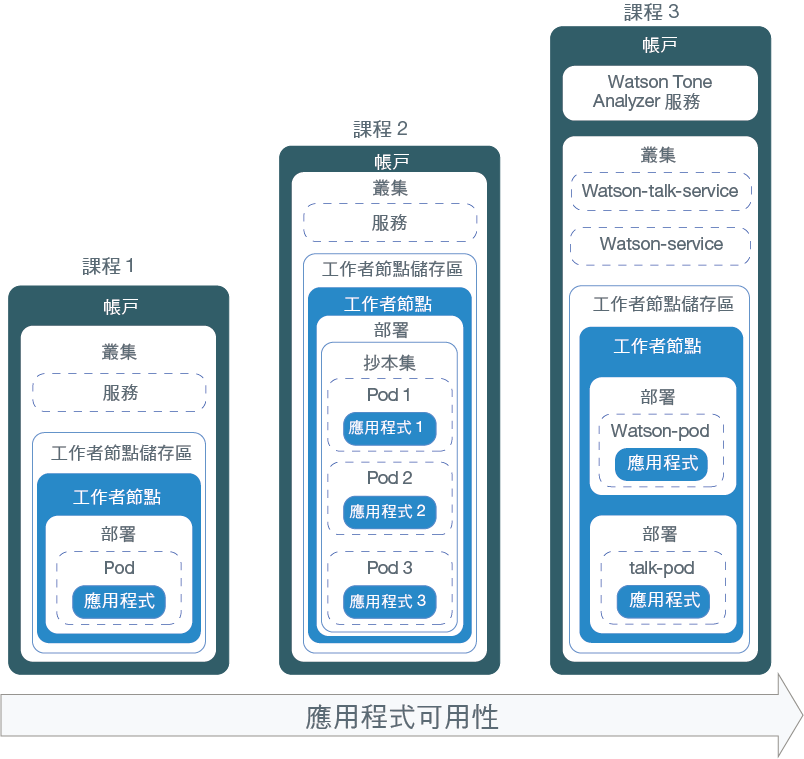 課程 1
帳戶
叢集
服務
工作者節點儲存區
工作者節點
部署
Pod
應用程式
課程 2
帳戶
叢集
服務
工作者節點儲存區
工作者節點
部署
抄本集
Pod 1
應用程式 1
Pod 2
應用程式 2
Pod 3
應用程式 3
課程 3
帳戶
Watson Tone
Analyzer 服務
叢集
Watson-talk-service
Watson-service
工作者節點儲存區
工作者節點
部署
Watson-pod
應用程式
部署
talk-pod
應用程式
應用程式可用性